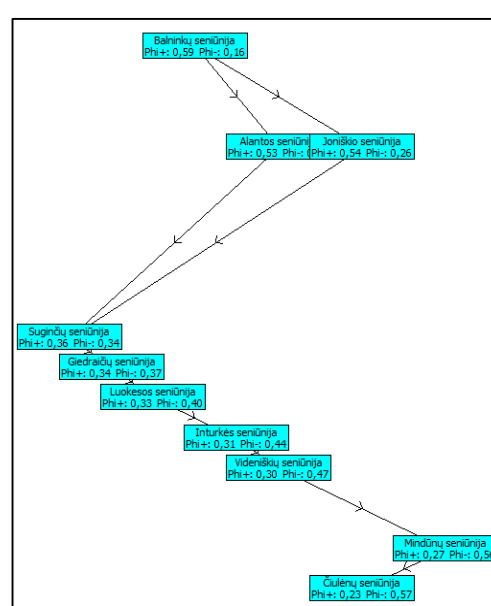 Balninkų seniūnija
Phi+: 0,59 Phi-: 0,16
Alantos seniūni
Phi+: 0,53 Phi-:
Joniškio seniūnija
Phi+: 0,54 Phi-: 0,26
Suginčių seniūnija
Phi+: 0,36 Phi-: 0,34
Giedraičių seniūnija
Phi+: 0,34 Phi-: 0,37
Luokesos seniūnija
Phi+: 0,33 Phi-: 0,40
Inturkės seniūnija
Phi+: 0,31 Phi-: 0,44
Videniškių seniūnija
Phi+: 0,30 Phi-: 0,47
Mindūnų seniūnija
Phi+: 0,27 Phi-: 0,50
Čiulėnų seniūnija
Phi+: 0,23 Phi-: 0,57